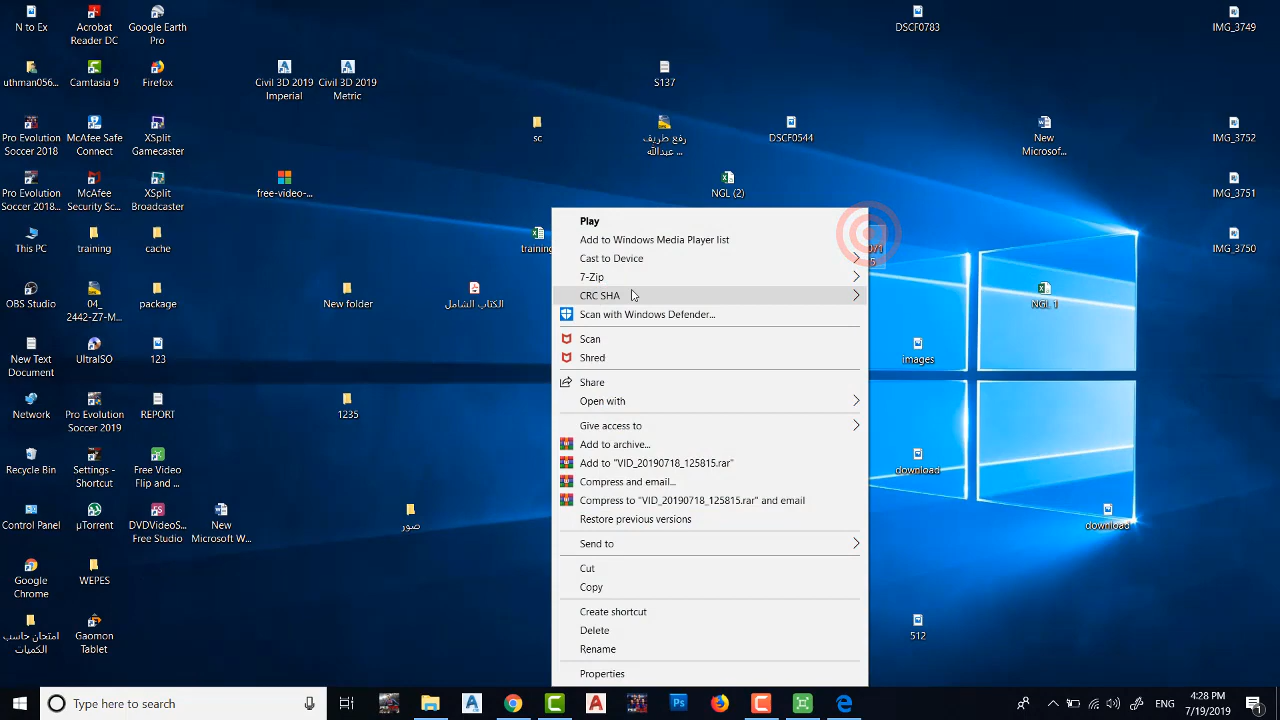 N to Ex
Acrobat
Reader DC
Google Earth
Pro
DSCF0783
IMG_3749
uthman056...
Camtasia 9
Firefox
Civil 3D 2019
Imperial
Civil 3D 2019
Metric
S137
Pro Evolution
Soccer 2018
McAfee Safe
Connect
XSplit
Gamecaster
sc
رفع طريف
عبدالله ...
DSCF0544
New
Microsof...
IMG_3752
Pro Evolution
Soccer 2018...
McAfee
Security Sc...
XSplit
Broadcaster
free-video-...
NGL (2)
IMG_3751
This PC
training
cache
training
IMG_3750
OBS Studio
04_
2442-Z7-M...
package
New folder
الكتاب الشامل
NGL 1
New Text
Document
UltraISO
123
images
Network
Pro Evolution
Soccer 2019
REPORT
1235
Recycle Bin
Settings -
Shortcut
Free Video
Flip and ...
download
Control Panel
µTorrent
DVDVideoS...
Free Studio
New
Microsoft W...
صور
download
Google
Chrome
WEPES
امتحان حاسب
الكميات
Gaomon
Tablet
512
Play
Add to Windows Media Player list
Cast to Device
7-Zip
CRC SHA
Scan with Windows Defender...
Scan
Shred
Share
Open with
Give access to
Add to archive...
Add to "VID_20190718_125815.rar"
Compress and email...
Compress to "VID_20190718_125815.rar" and email
Restore previous versions
Send to
Cut
Copy
Create shortcut
Delete
Rename
Properties
Type here to search
ENG
4:28 PM
7/19/2019
1